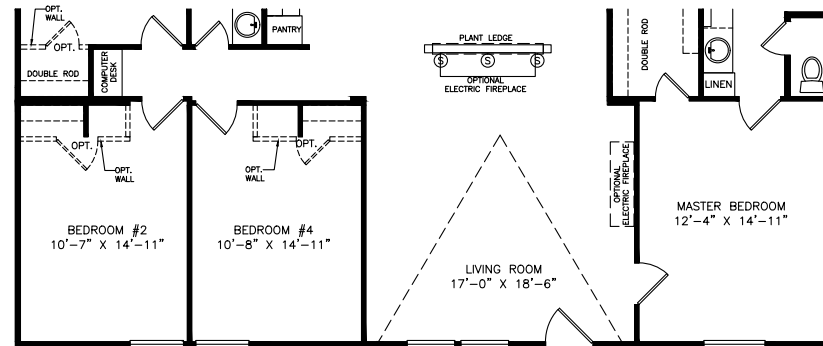 OPT.
WALL
OPT.
DOUBLE ROD
COMPUTER
DESK
PANTRY
PLANT LEDGE
S
S
S
OPTIONAL
ELECTRIC FIREPLACE
DOUBLE ROD
LINEN
OPT.
OPT.
WALL
OPT.
WALL
OPT.
OPTIONAL
ELECTRIC FIREPLACE
BEDROOM #2
10'-7" X 14'-11"
BEDROOM #4
10'-8" X 14'-11"
LIVING ROOM
17'-0" X 18'-6"
MASTER BEDROOM
12'-4" X 14'-11"